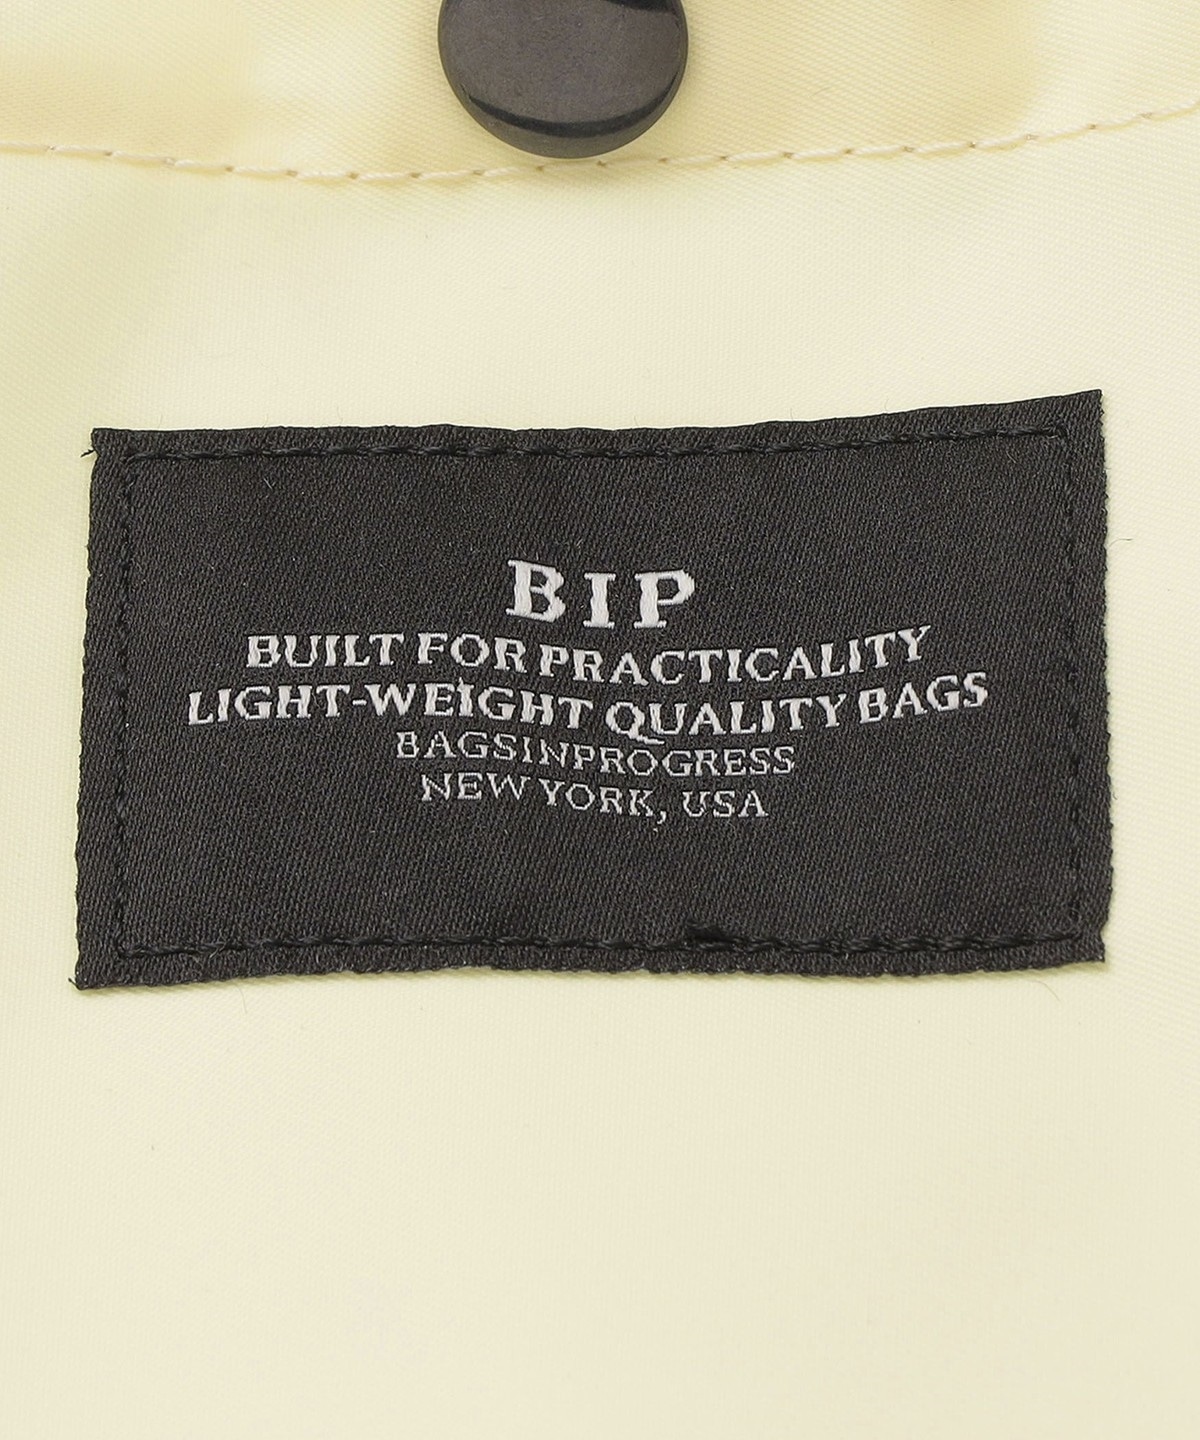 BIP
BUILT FOR PRACTICALITY
LIGHT-WEIGHT QUALITY BAGS
BAGSINPROGRESS
NEW YORK, USA